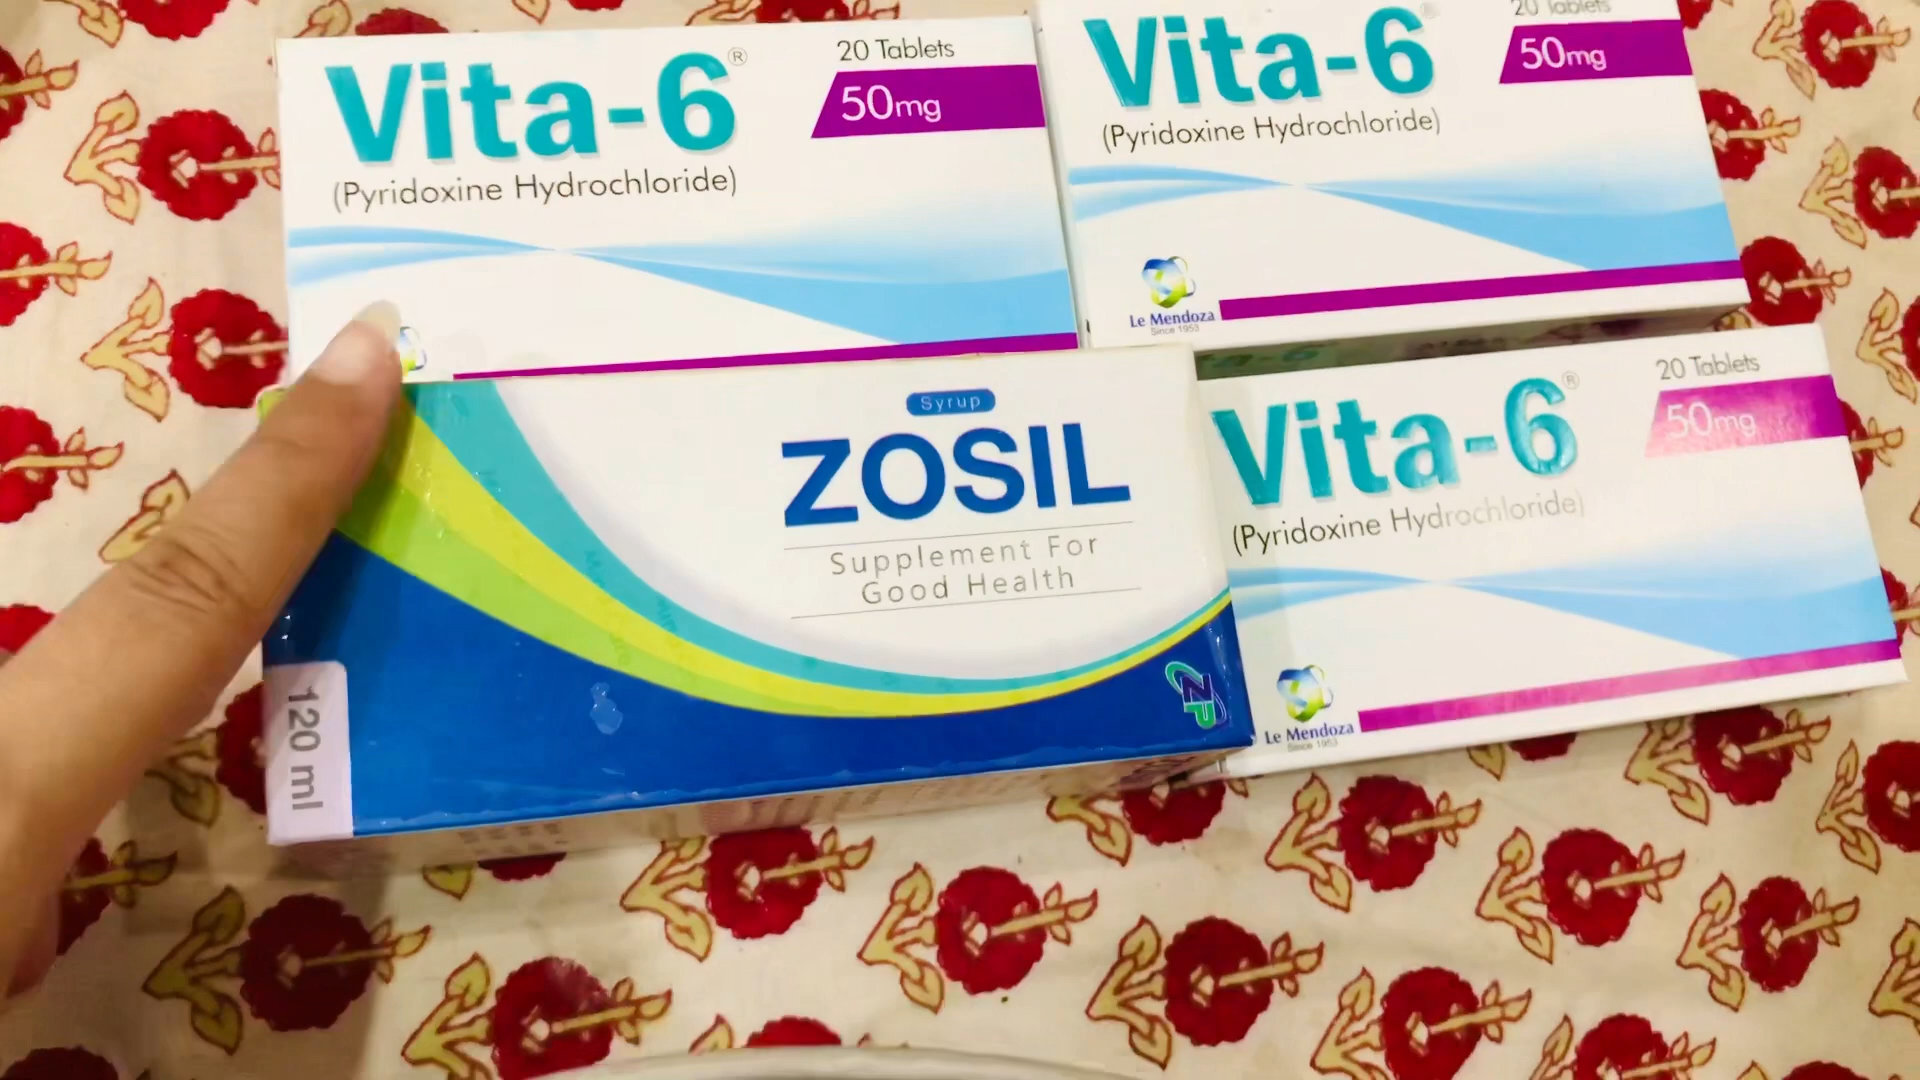 Vita-6®
20 Tablets
50mg
(Pyridoxine Hydrochloride)
Vita-6®
20 Tablets
50mg
(Pyridoxine Hydrochloride)
Le Mendoza
Since 1953
Syrup
ZOSIL
Supplement For
Good Health
120 ml
NP
Vita-6®
20 Tablets
50mg
(Pyridoxine Hydrochloride)
Le Mendoza
Since 1953